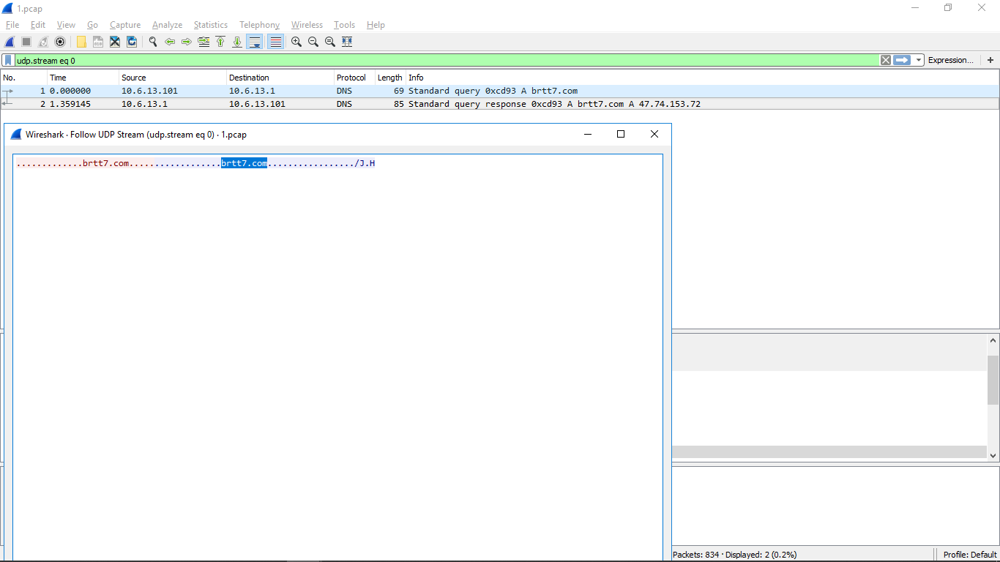 1.pcap
File Edit View Go Capture Analyze Statistics Telephony Wireless Tools Help
udp.stream eq 0 Expression... +
No. Time Source Destination Protocol Length Info
1 0.000000 10.6.13.101 10.6.13.1 DNS 69 Standard query 0xcd93 A brtt7.com
2 1.359145 10.6.13.1 10.6.13.101 DNS 85 Standard query response 0xcd93 A brtt7.com A 47.74.153.72
Wireshark · Follow UDP Stream (udp.stream eq 0) · 1.pcap
.............brtt7.com..................brtt7.com................./J.H
Packets: 834 · Displayed: 2 (0.2%) Profile: Default